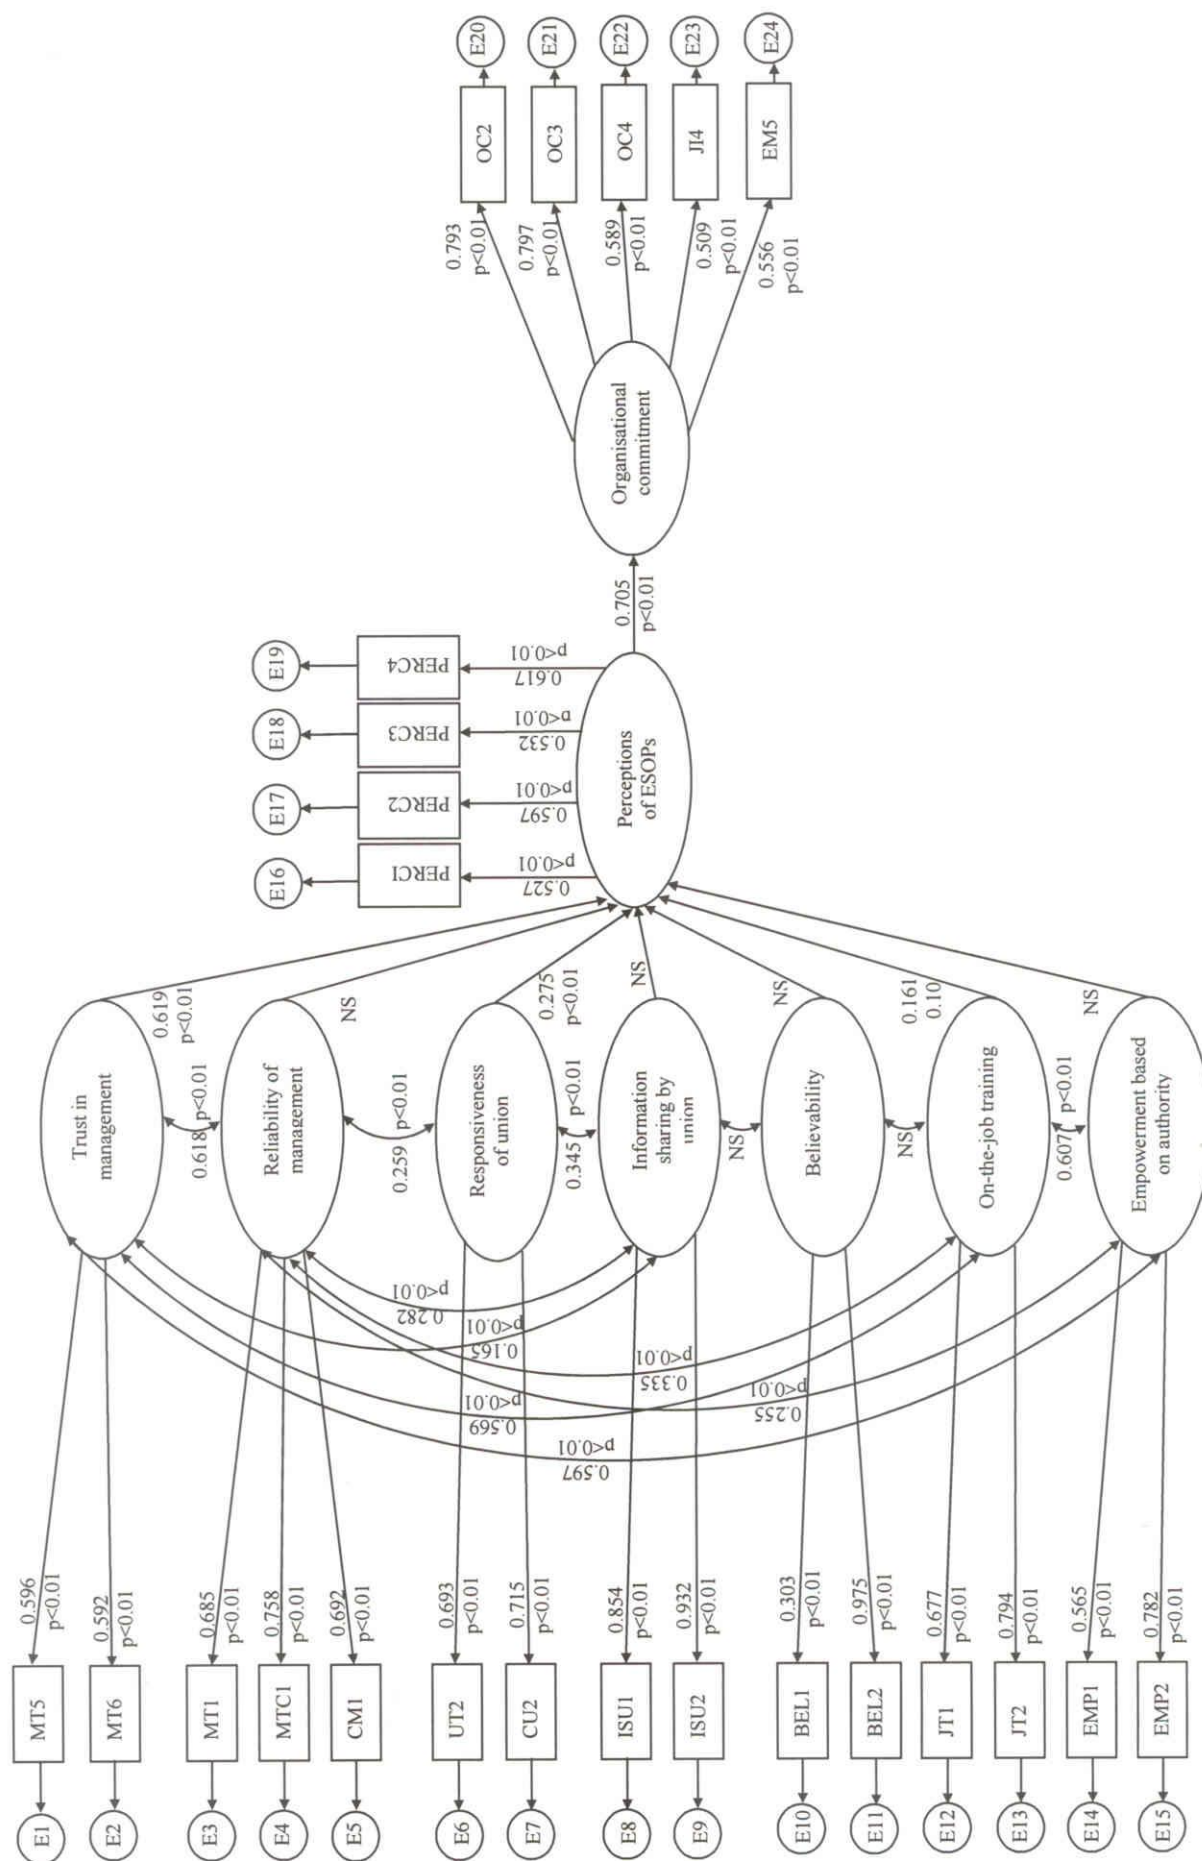 E1
MT5
0.596
p<0.01
E2
MT6
0.592
p<0.01
Trust in
management
0.619
p<0.01
0.618
p<0.01
E3
MT1
0.685
p<0.01
E4
MTC1
0.758
p<0.01
E5
CM1
0.692
p<0.01
Reliability of
management
NS
0.259
p<0.01
E6
UT2
0.693
p<0.01
E7
CU2
0.715
p<0.01
Responsiveness
of union
0.275
p<0.01
0.345
p<0.01
E8
ISU1
0.854
p<0.01
E9
ISU2
0.932
p<0.01
Information
sharing by
union
NS
NS
E10
BEL1
0.303
p<0.01
E11
BEL2
0.975
p<0.01
Believability
NS
NS
E12
JT1
0.677
p<0.01
E13
JT2
0.794
p<0.01
On-the-job training
0.161
0.10
0.607
p<0.01
E14
EMP1
0.565
p<0.01
E15
EMP2
0.782
p<0.01
Empowerment based
on authority
NS
p<0.01
0.282
p<0.01
0.165
p<0.01
0.335
p<0.01
0.569
p<0.01
0.255
p<0.01
0.597
E16
PERC1
p<0.01
0.527
E17
PERC2
p<0.01
0.597
E18
PERC3
p<0.01
0.532
E19
PERC4
p<0.01
0.617
Perceptions
of ESOPs
0.705
p<0.01
Organisational
commitment
0.793
p<0.01
OC2
E20
0.797
p<0.01
OC3
E21
0.589
p<0.01
OC4
E22
0.509
p<0.01
JI4
E23
0.556
p<0.01
EM5
E24